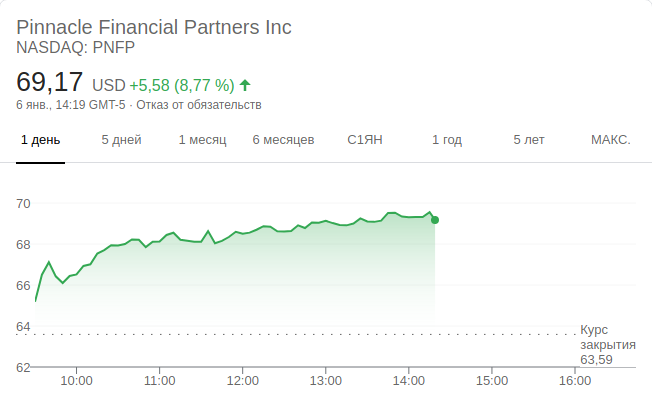 Pinnacle Financial Partners Inc
NASDAQ: PNFP
69,17 USD +5,58 (8,77 %)
6 янв., 14:19 GMT-5 · Отказ от обязательств
1 день 5 дней 1 месяц 6 месяцев С1ЯН 1 год 5 лет МАКС.
70
68
66
64
Курс
закрытия
63,59
62
10:00 11:00 12:00 13:00 14:00 15:00 16:00